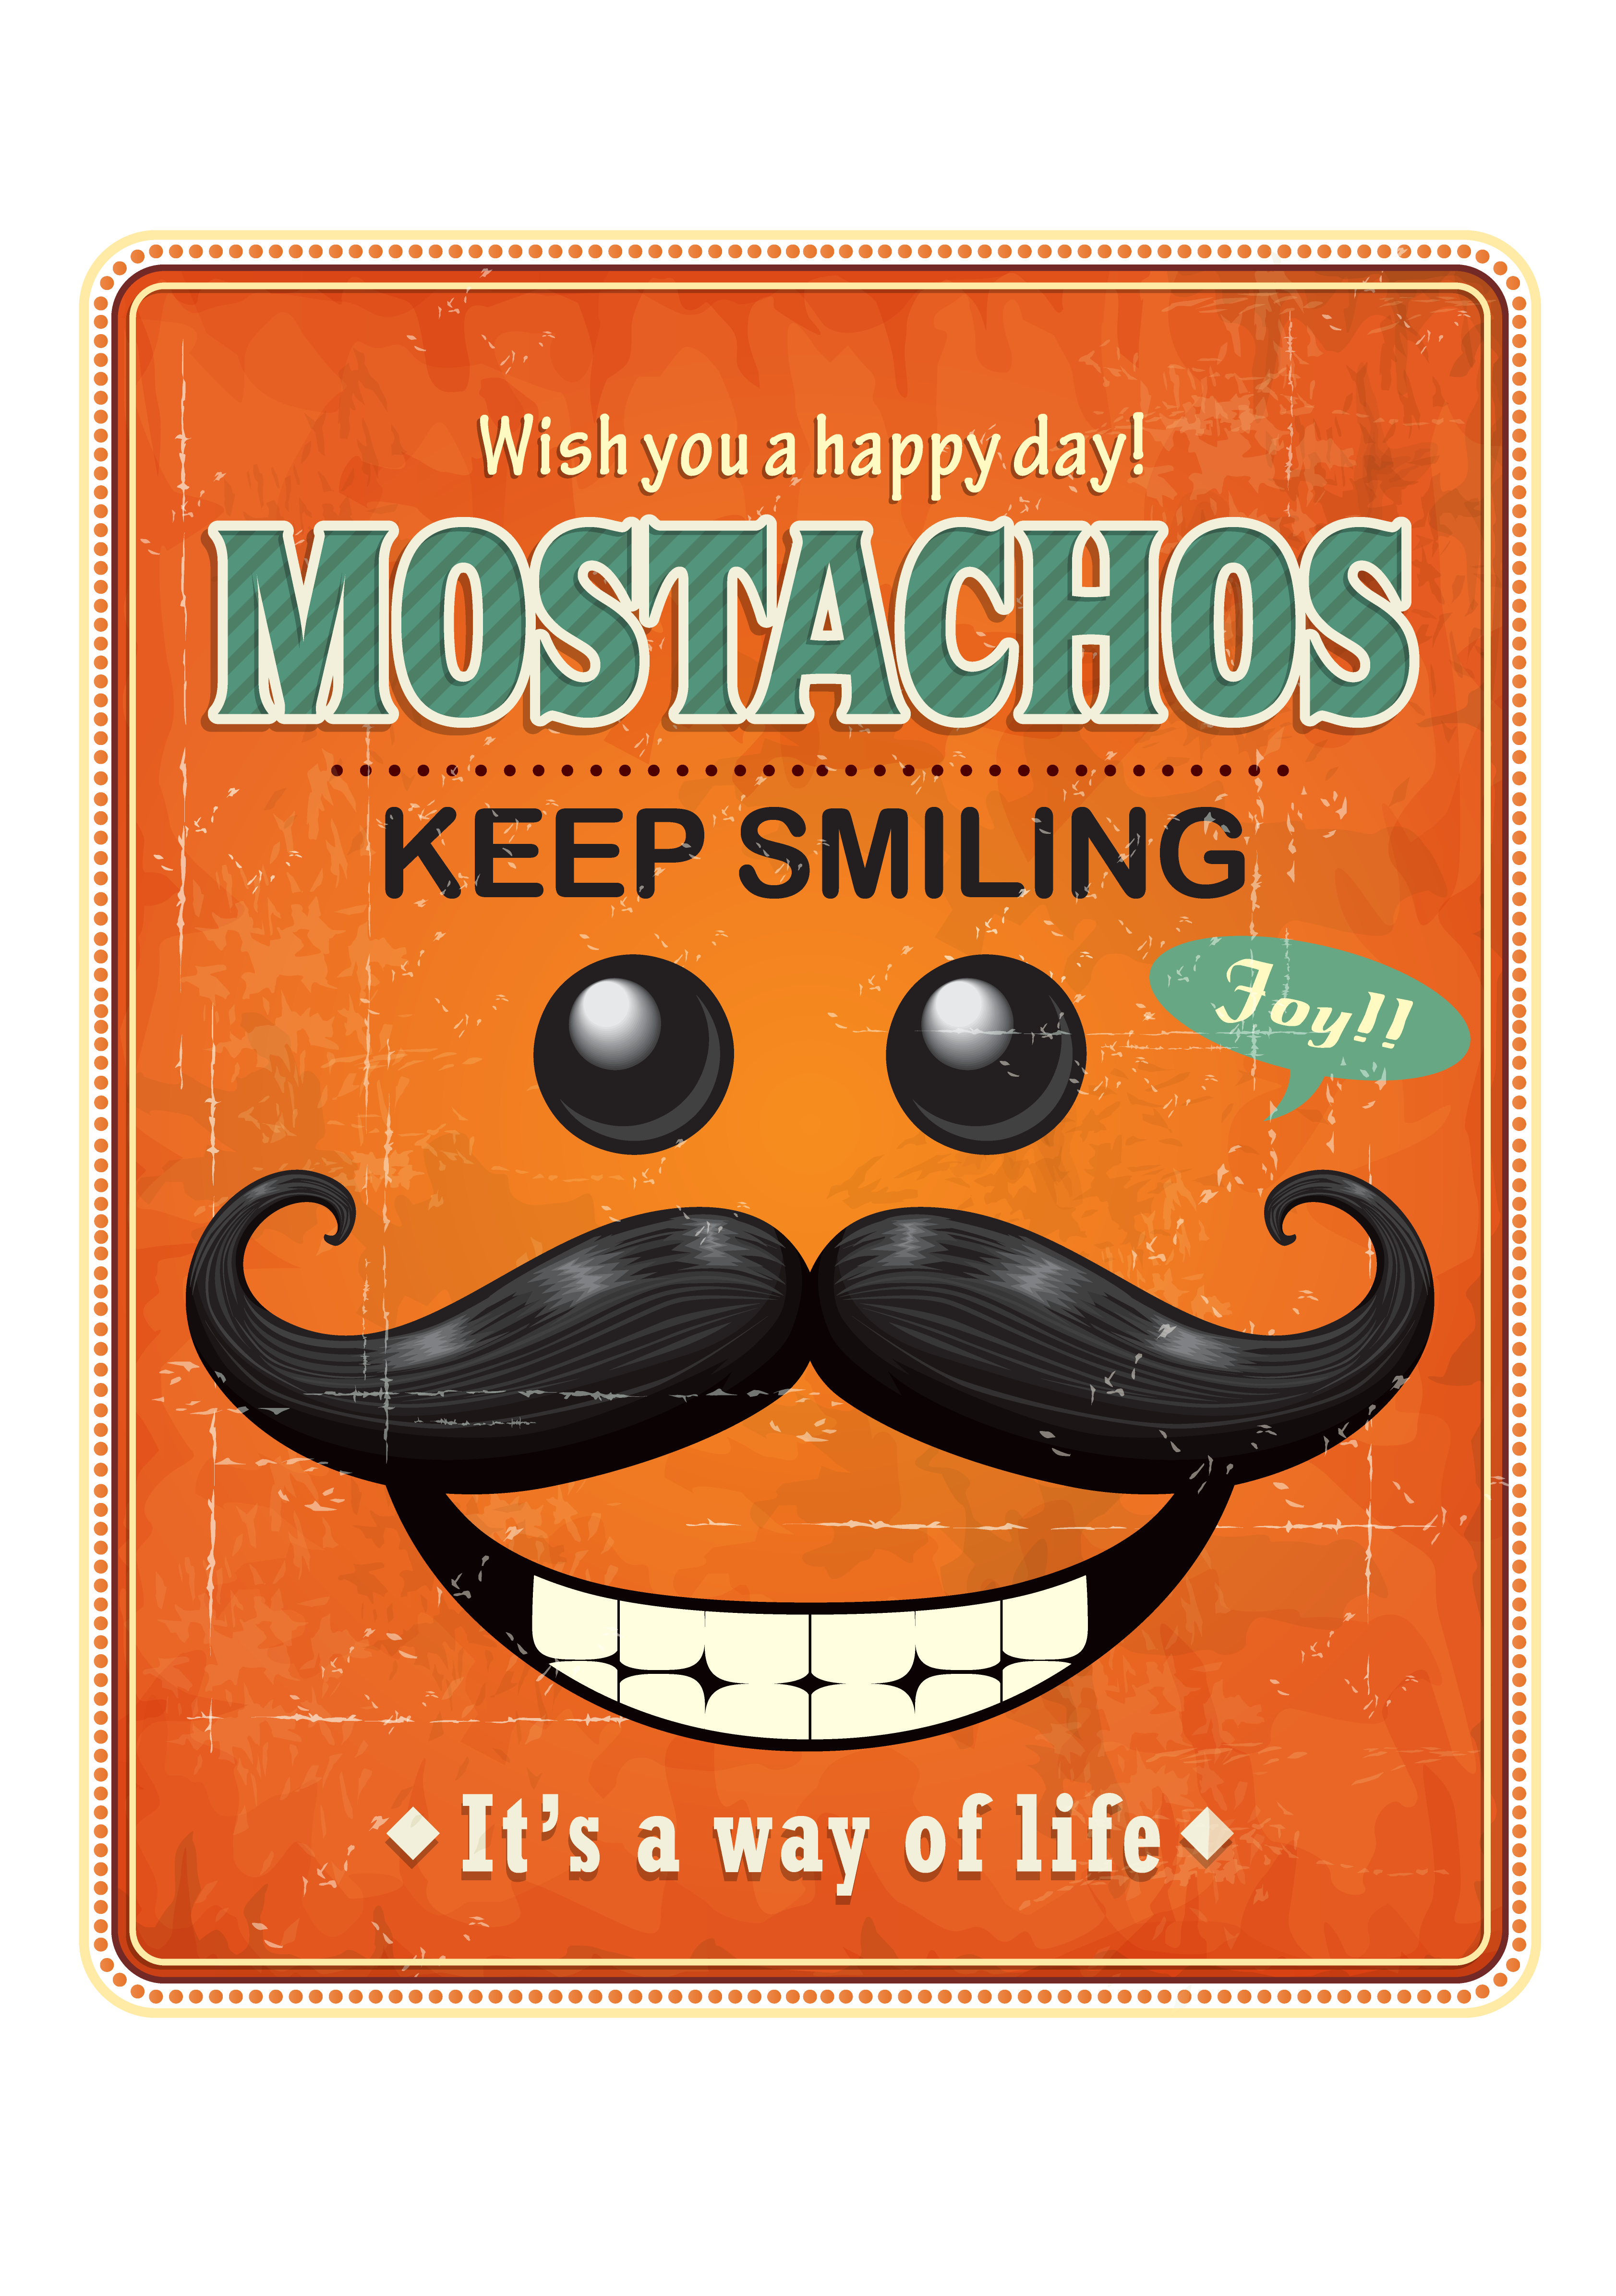 Wish you a happy day!
MOSTACHOS
KEEP SMILING
Joy!!
It's a way of life